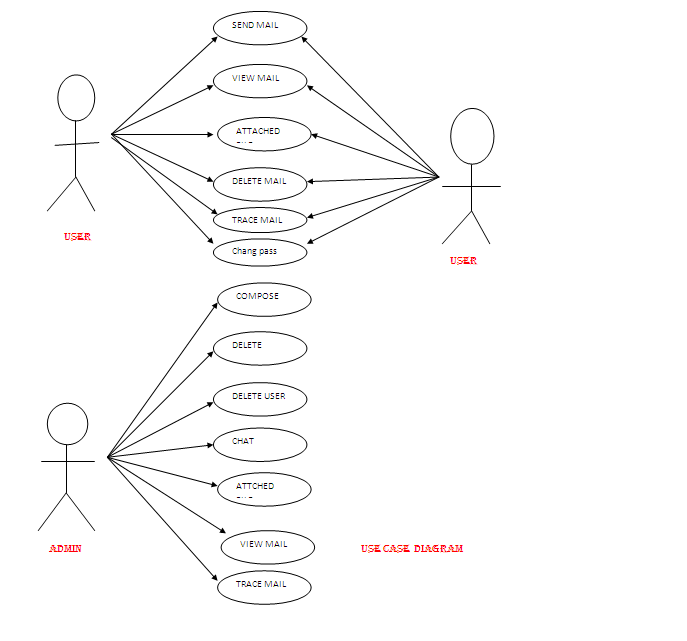 SEND MAIL
VIEW MAIL
ATTACHED
DELETE MAIL
TRACE MAIL
Chang pass
USER
USER
COMPOSE
DELETE
DELETE USER
CHAT
ATTCHED
VIEW MAIL
TRACE MAIL
ADMIN
USE CASE DIAGRAM